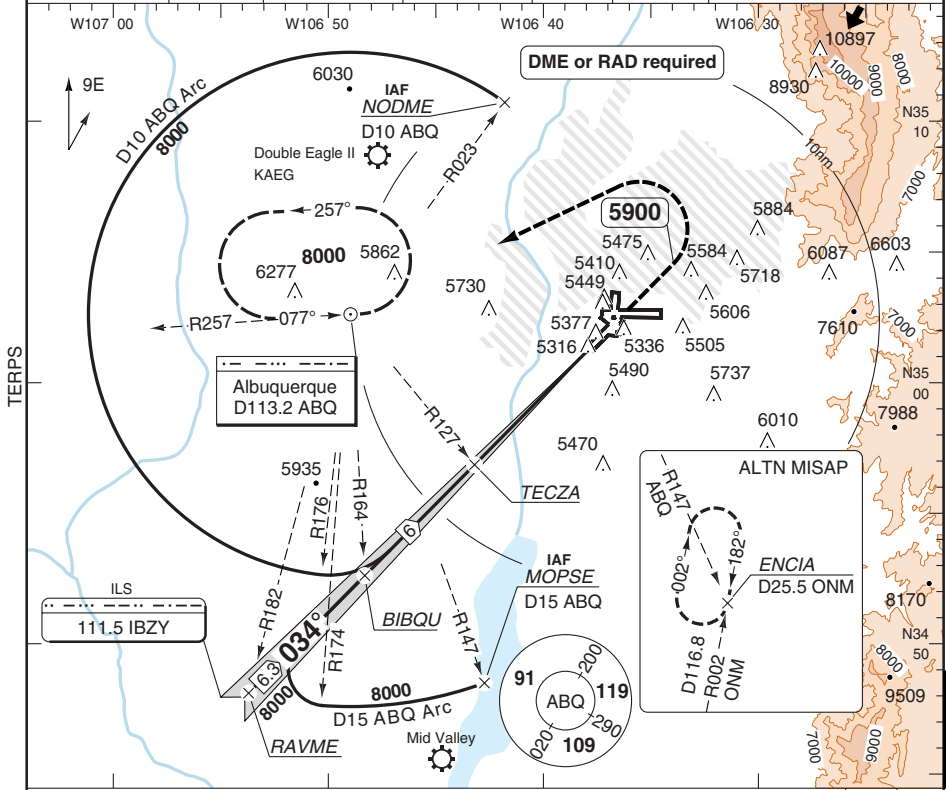 W107 00
W106 50
W106 40
W106 30
10897
DME or RAD required
9E
6030
IAF
NODME
D10 ABQ
D10 ABQ Arc
8000
8930
10000
9000
8000
N35
10
10nm
Double Eagle II
KAEG
R023
7000
257°
8000
5862
6277
R257
077°
5900
5884
5475
5410
5584
5718
6087
6603
5449
5730
5606
5377
5316
5336
5505
7610
7000
5490
5737
TERPS
Albuquerque
D113.2 ABQ
N35
00
7988
R127
6010
5470
TECZA
5935
R176
R164
6
ALTN MISAP
R147
ABQ
002°
182°
ENCIA
D25.5 ONM
D116.8
R002
ONM
IAF
MOPSE
D15 ABQ
8170
ILS
111.5 IBZY
R182
034°
R174
BIBQU
R147
N34
50
8000
9509
6.3
8000
8000
D15 ABQ Arc
RAVME
Mid Valley
91
200
ABQ
119
290
020
109
7000
9000